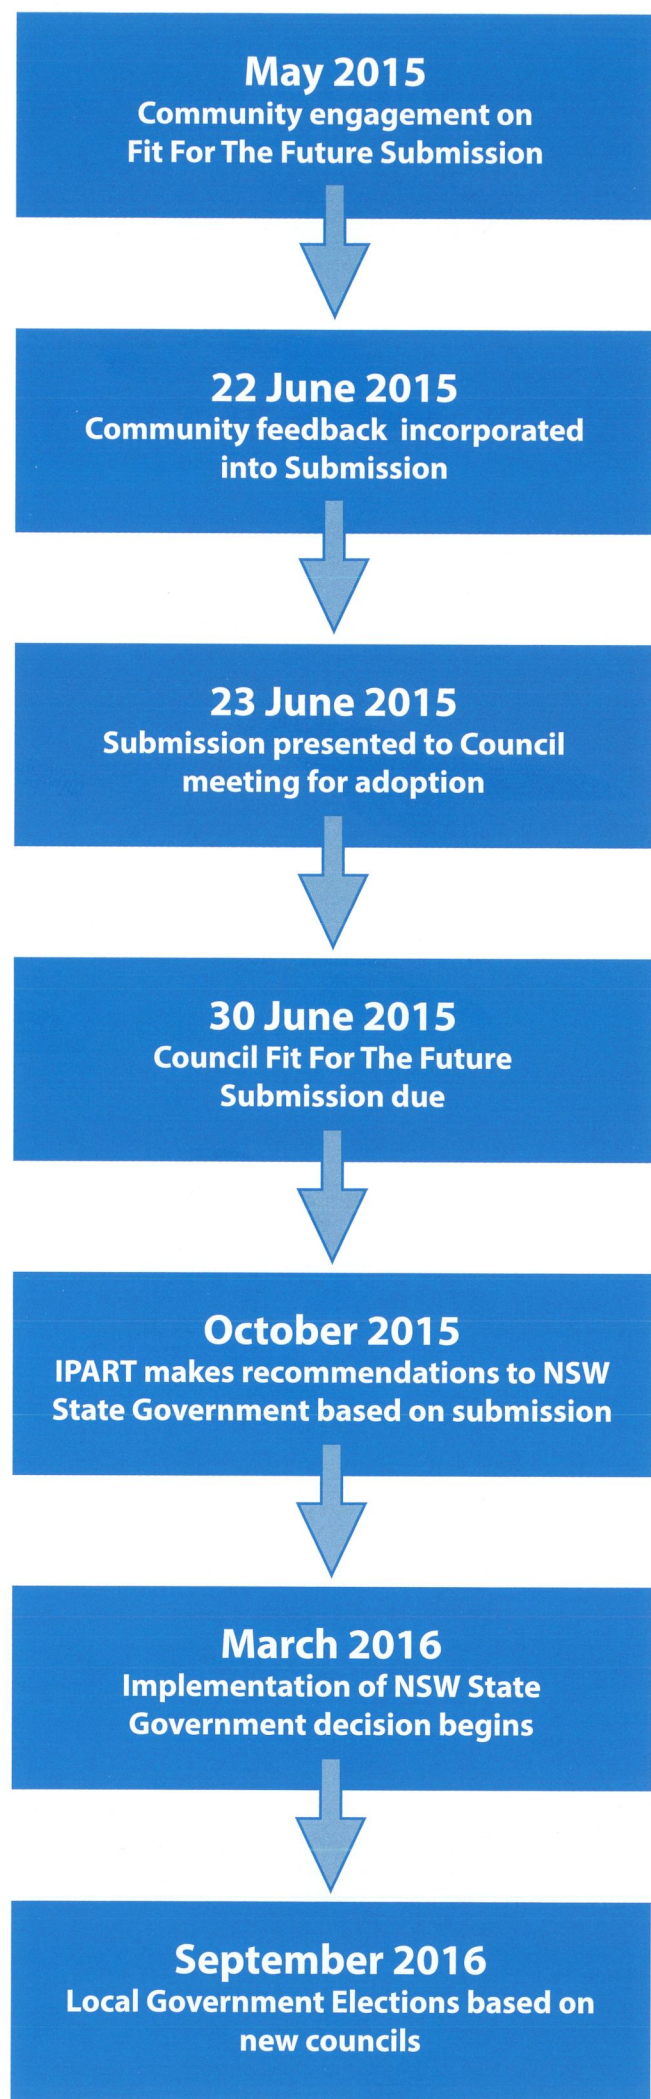 May 2015
Community engagement on
Fit For The Future Submission
22 June 2015
Community feedback incorporated
into Submission
23 June 2015
Submission presented to Council
meeting for adoption
30 June 2015
Council Fit For The Future
Submission due
October 2015
IPART makes recommendations to NSW
State Government based on submission
March 2016
Implementation of NSW State
Government decision begins
September 2016
Local Government Elections based on
new councils